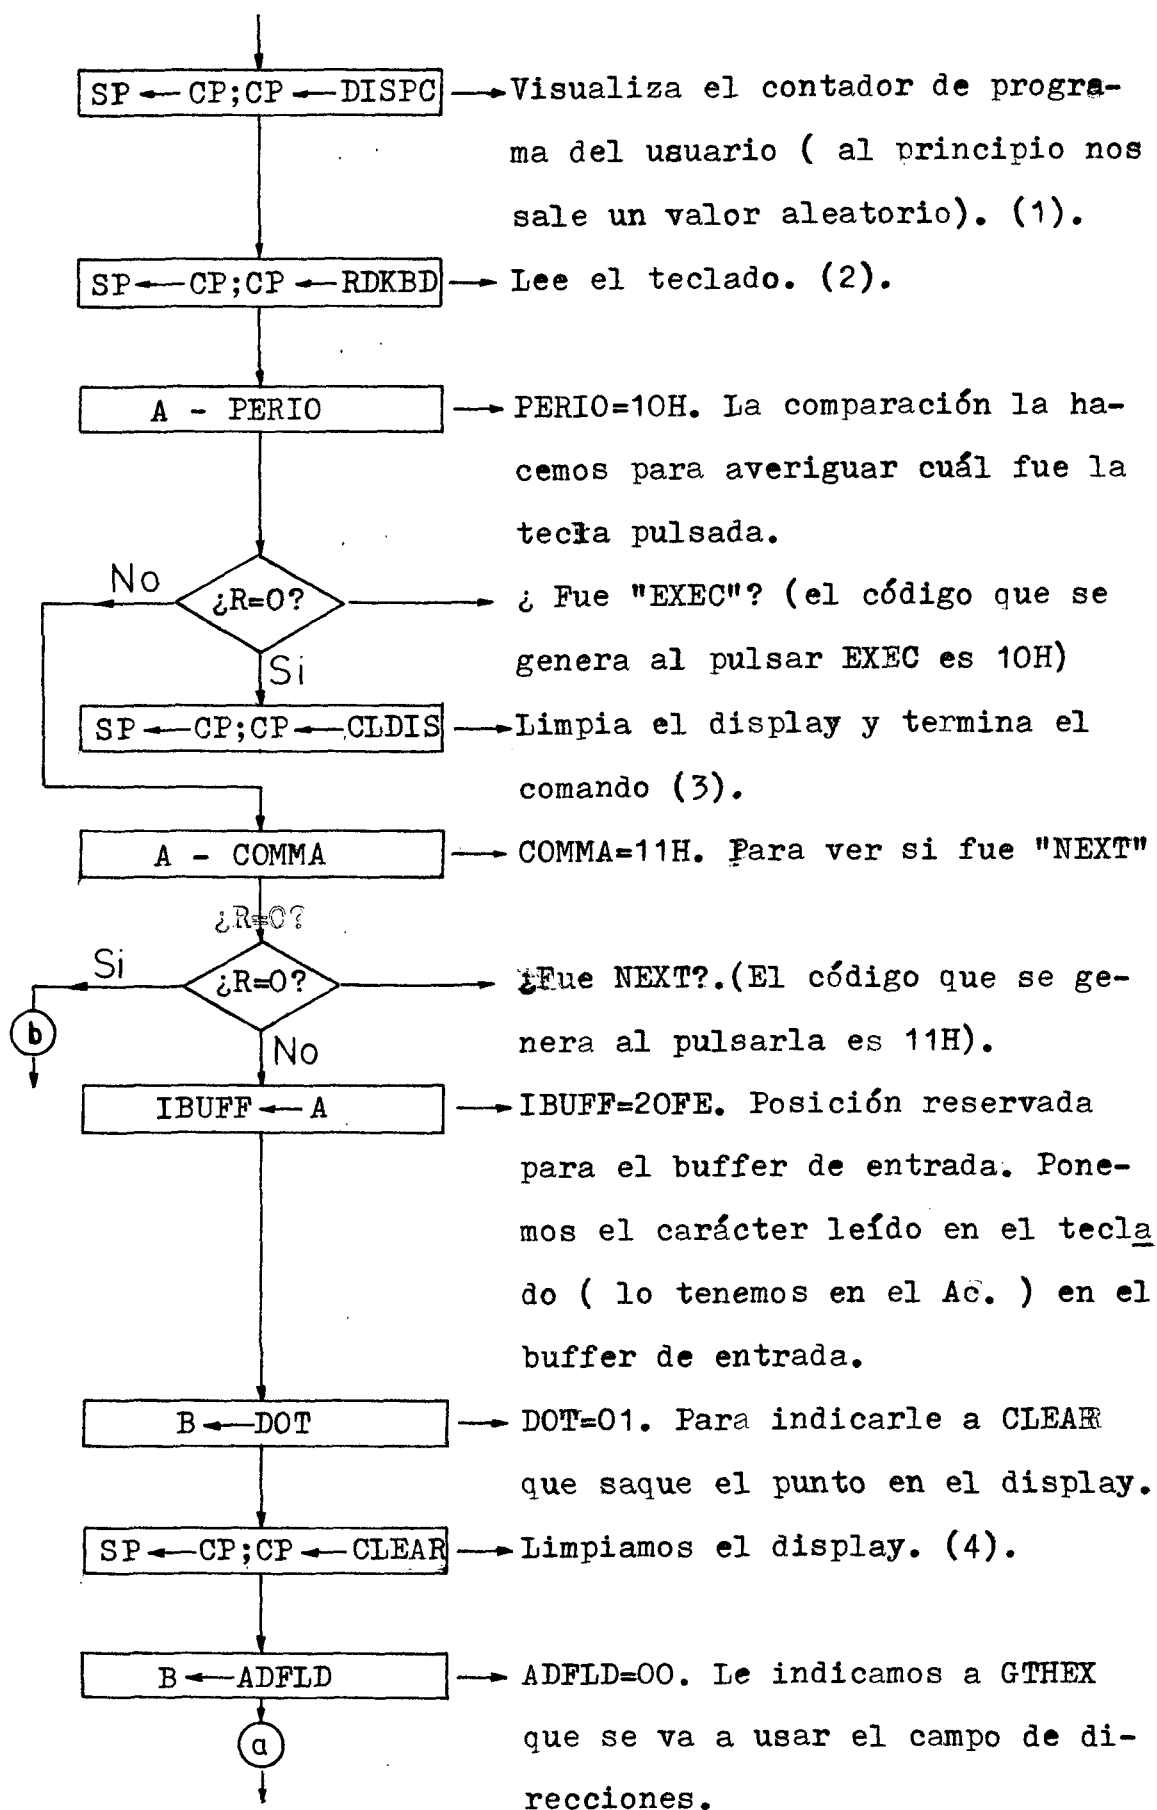 SP ← CP;CP ← DISPC → Visualiza el contador de progra-
ma del usuario ( al principio nos
sale un valor aleatorio). (1).
SP ← CP;CP ← RDKBD → Lee el teclado. (2).
A - PERIO → PERIO=10H. La comparación la ha-
cemos para averiguar cuál fue la
tecla pulsada.
No
¿R=0? → ¿ Fue "EXEC"? (el código que se
genera al pulsar EXEC es 10H)
Si
SP ← CP;CP ← CLDIS → Limpia el display y termina el
comando (3).
A - COMMA → COMMA=11H. Para ver si fue "NEXT"
¿R=0?
Si
¿R=0? → ¿Fue NEXT?.(El código que se ge-
b
nera al pulsarla es 11H).
No
IBUFF ← A → IBUFF=20FE. Posición reservada
para el buffer de entrada. Pone-
mos el carácter leído en el tecla
do ( lo tenemos en el Ac. ) en el
buffer de entrada.
B ← DOT → DOT=01. Para indicarle a CLEAR
que saque el punto en el display.
SP ← CP;CP ← CLEAR → Limpiamos el display. (4).
B ← ADFLD → ADFLD=00. Le indicamos a GTHEX
a
que se va a usar el campo de di-
recciones.